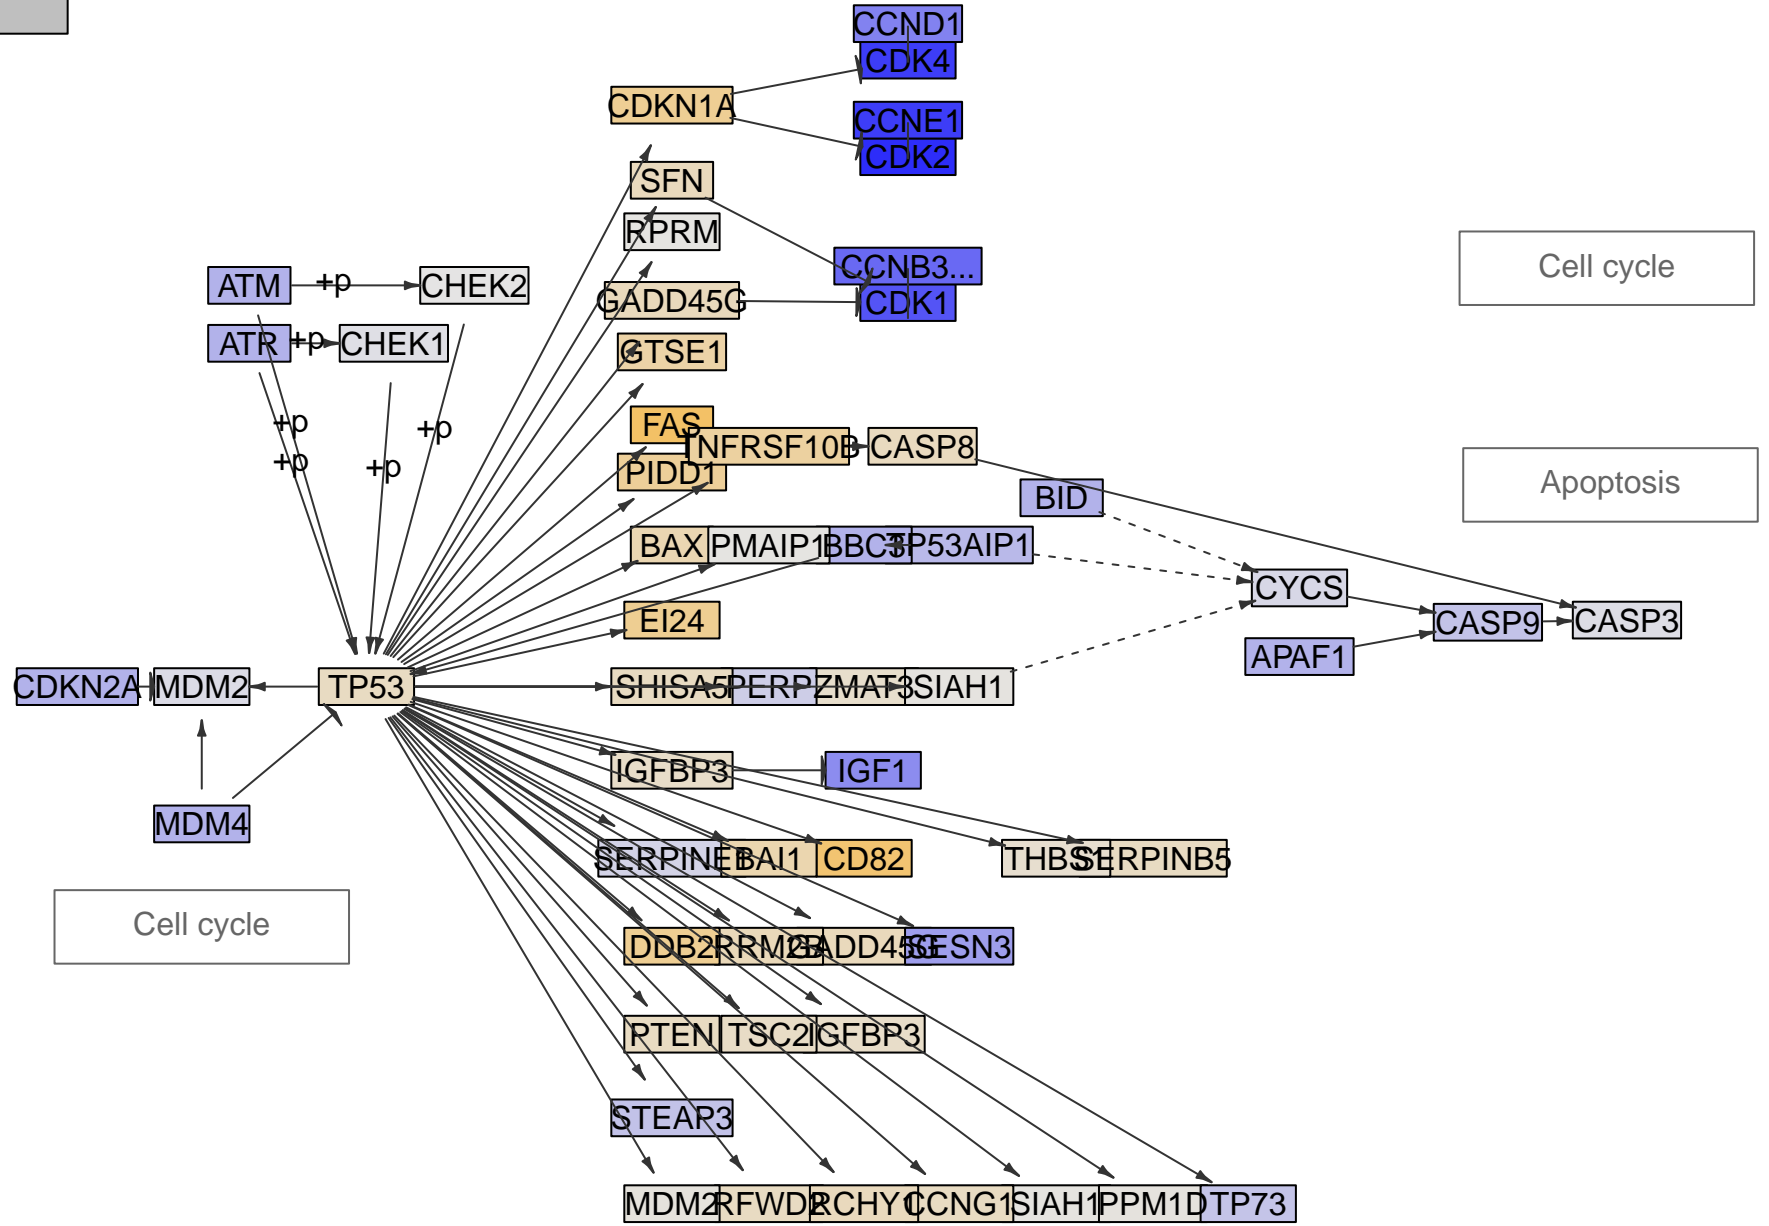 CCND1
CDK4
CDKN1A
CCNE1
CDK2
SFN
RPRM
CCNB3...
Cell cycle
ATM
+p
CHEK2
GADD45G
CDK1
ATR
+p
CHEK1
GTSE1
+p
+p
FAS
TNFRSF10B
CASP8
+p
+p
PIDD1
Apoptosis
BID
BAX
PMAIP1
BBC3
TP53AIP1
CYCS
EI24
CASP9
CASP3
APAF1
CDKN2A
MDM2
TP53
SHISA5
PERP
ZMAT3
SIAH1
IGFBP3
IGF1
MDM4
SERPINE1
BAI1
CD82
THBS1
SERPINB5
Cell cycle
DDB2
RRM2B
GADD45G
SESN3
PTEN
TSC2
IGFBP3
STEAP3
MDM2
RFWD2
RCHY1
CCNG1
SIAH1
PPM1D
TP73